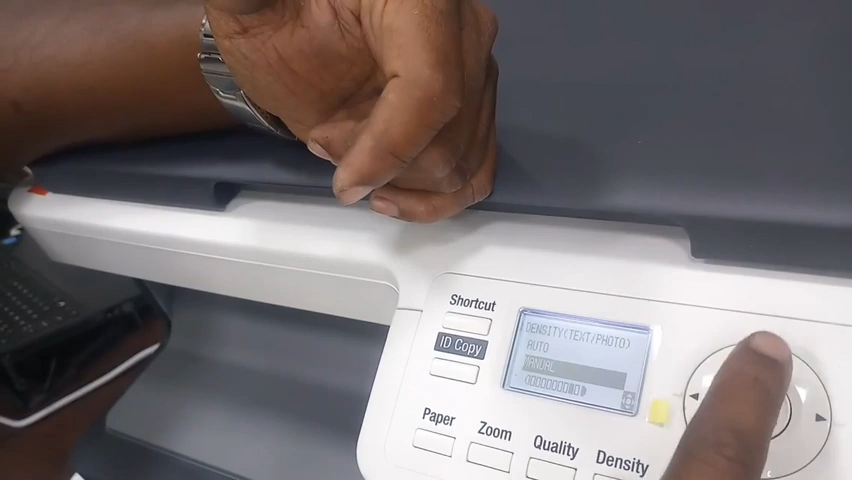 Shortcut
ID Copy
DENSITY(TEXT/PHOTO)
AUTO
MANUAL
Paper
Zoom
Quality
Density